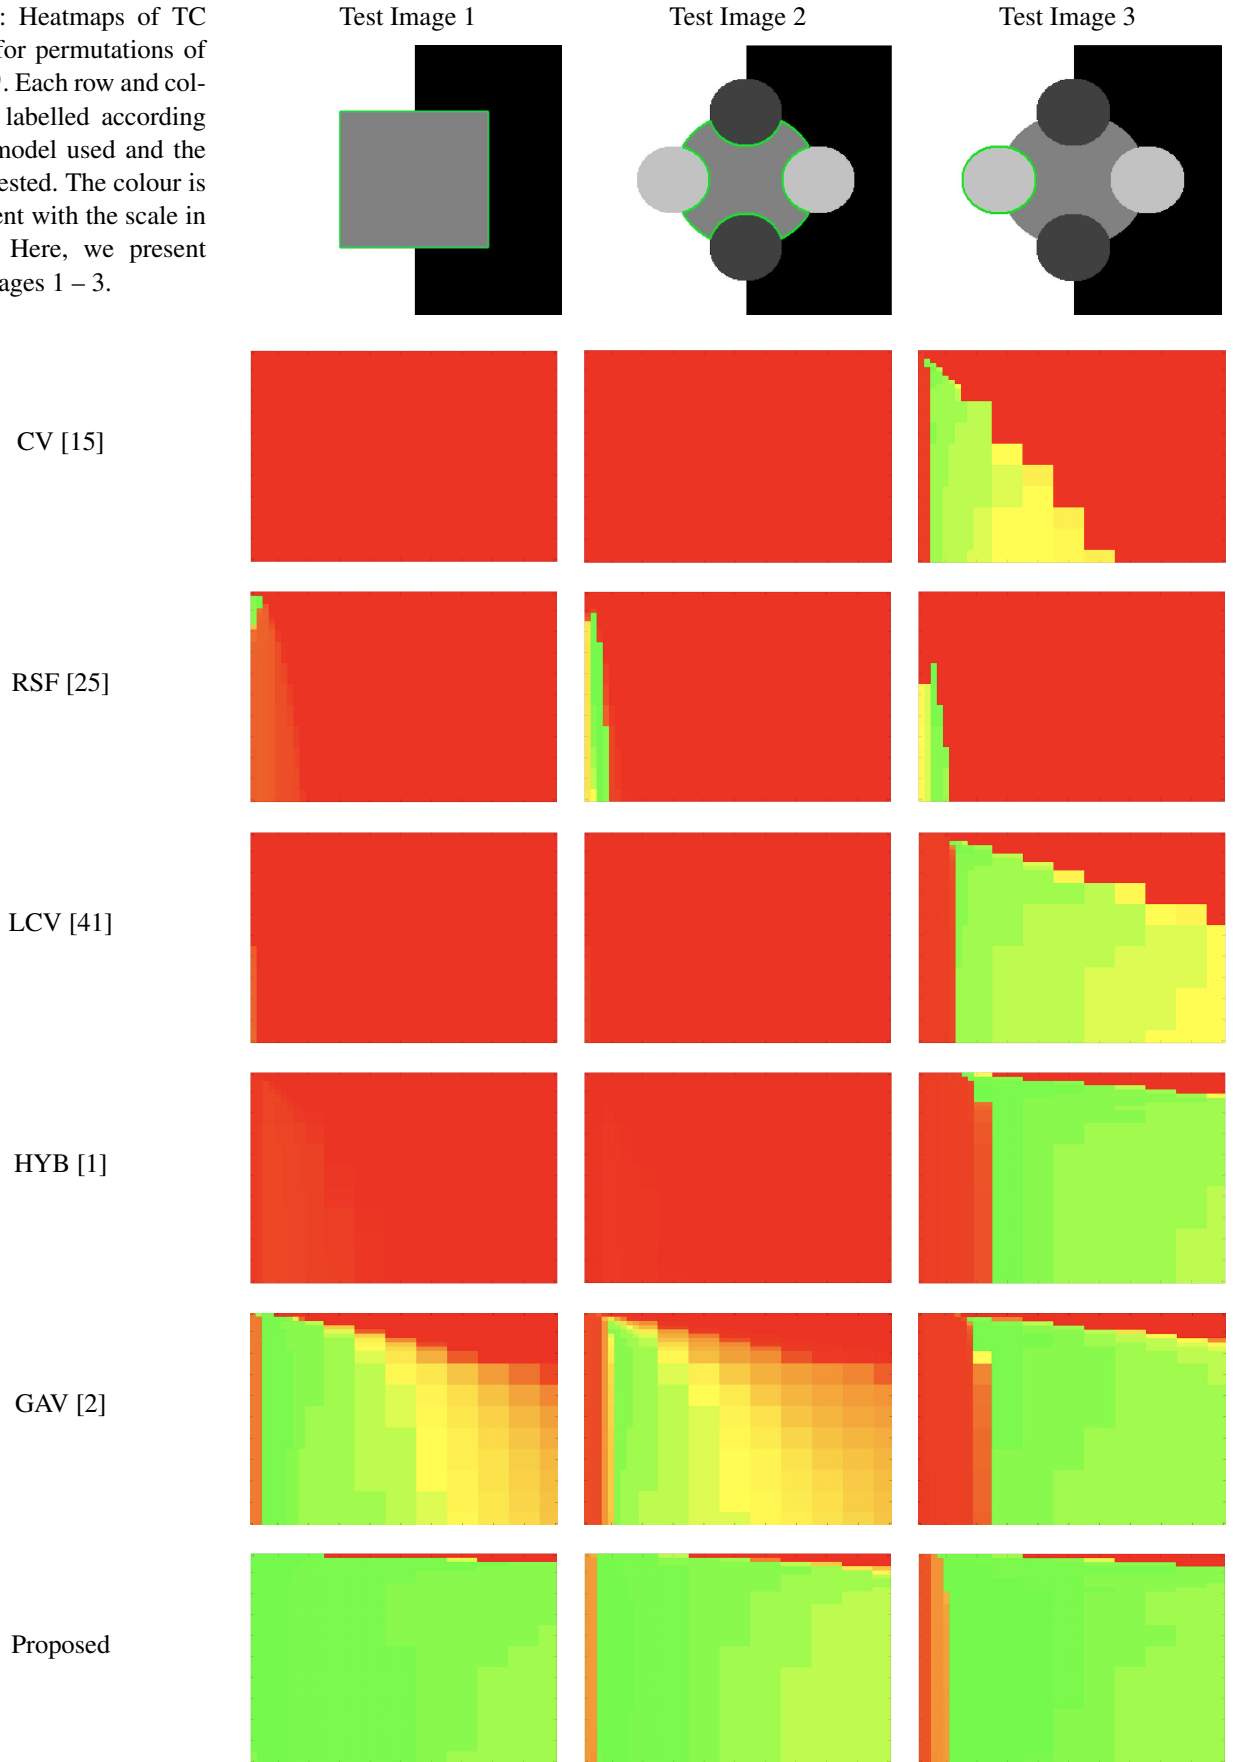 : Heatmaps of TC
for permutations of
. Each row and col-
labelled according
model used and the
ested. The colour is
ent with the scale in
Here, we present
ages 1 – 3.
Test Image 1
Test Image 2
Test Image 3
CV [15]
RSF [25]
LCV [41]
HYB [1]
GAV [2]
Proposed